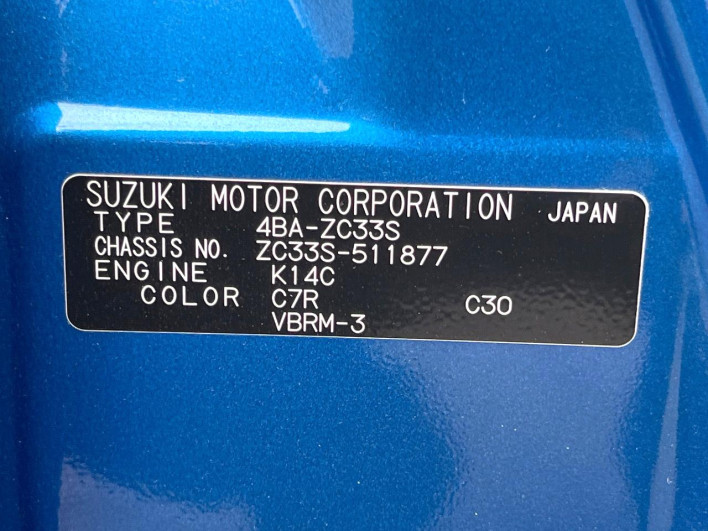 SUZUKI MOTOR CORPORATION JAPAN
TYPE 4BA-ZC33S
CHASSIS NO. ZC33S-511877
ENGINE K14C
COLOR C7R C30
VBRM-3